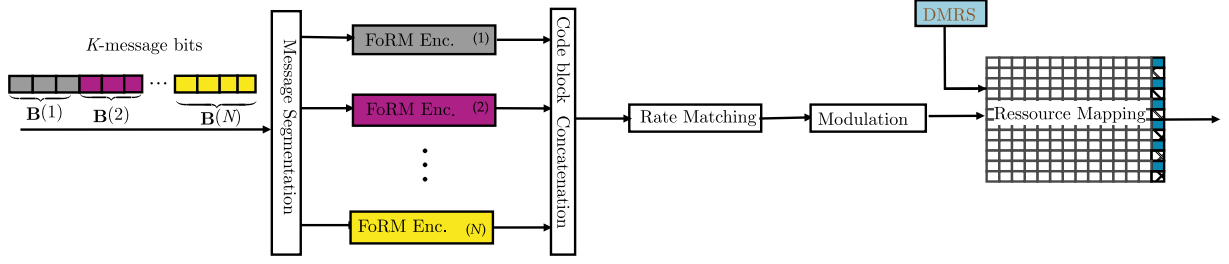 K-message bits
...
B(1)
B(2)
B(N)
Message Segmentation
FoRM Enc. (1)
FoRM Enc. (2)
FoRM Enc. (N)
Code block Concatenation
Rate Matching
Modulation
DMRS
Ressource Mapping